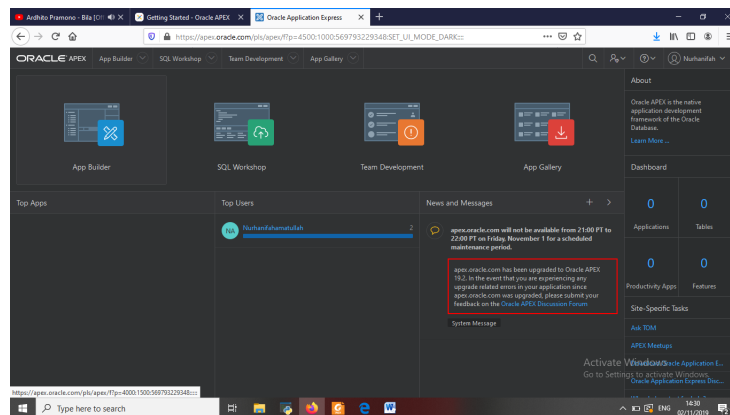 Ardhito Pramono - Bila [Off
Getting Started - Oracle APEX
Oracle Application Express
https://apex.oracle.com/pls/apex/f?p=4500:1000:569793229348:SET_UI_MODE_DARK:::
ORACLE APEX App Builder SQL Workshop Team Development App Gallery
Nurhanifah
App Builder
SQL Workshop
Team Development
App Gallery
About
Oracle APEX is the
native
application development
framework of the Oracle
Database.
Learn More ...
Dashboard
0 0
Applications Tables
0 0
Productivity Apps Features
Site-Specific Tasks
Ask TOM
APEX Meetups
Oracle Application Express Disc...
Top Apps
Top Users
NA Nurhanifahamatullah 2
News and Messages
apex.oracle.com will not be available from 21:00 PT to
22:00 PT on Friday, November 1 for a scheduled
maintenance period.
apex.oracle.com has been upgraded to Oracle APEX
19.2. In the event that you are experiencing any
upgrade related errors in your application since
apex.oracle.com was upgraded, please submit your
feedback on the Oracle APEX Discussion Forum
System Message
Activate Windows
Go to Settings to activate Windows.
https://apex.oracle.com/pls/apex/f?p=4000:1500:569793229348:::
Type here to search
ENG
14:30
02/11/2019